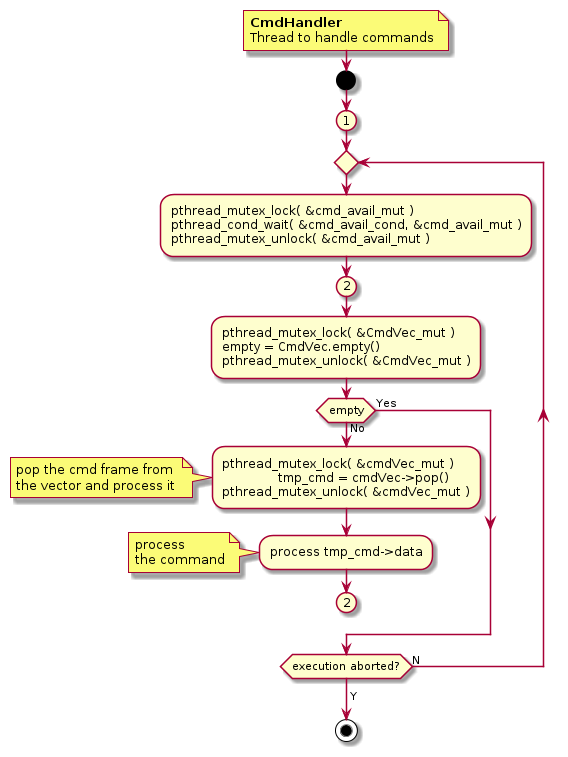 CmdHandler
Thread to handle commands
1
pthread_mutex_lock( &cmd_avail_mut )
pthread_cond_wait( &cmd_avail_cond, &cmd_avail_mut )
pthread_mutex_unlock( &cmd_avail_mut )
2
pthread_mutex_lock( &CmdVec_mut )
empty = CmdVec.empty()
pthread_mutex_unlock( &CmdVec_mut )
empty
Yes
No
pop the cmd frame from
the vector and process it
pthread_mutex_lock( &cmdVec_mut )
tmp_cmd = cmdVec->pop()
pthread_mutex_unlock( &cmdVec_mut )
process
the command
process tmp_cmd->data
2
execution aborted?
N
Y